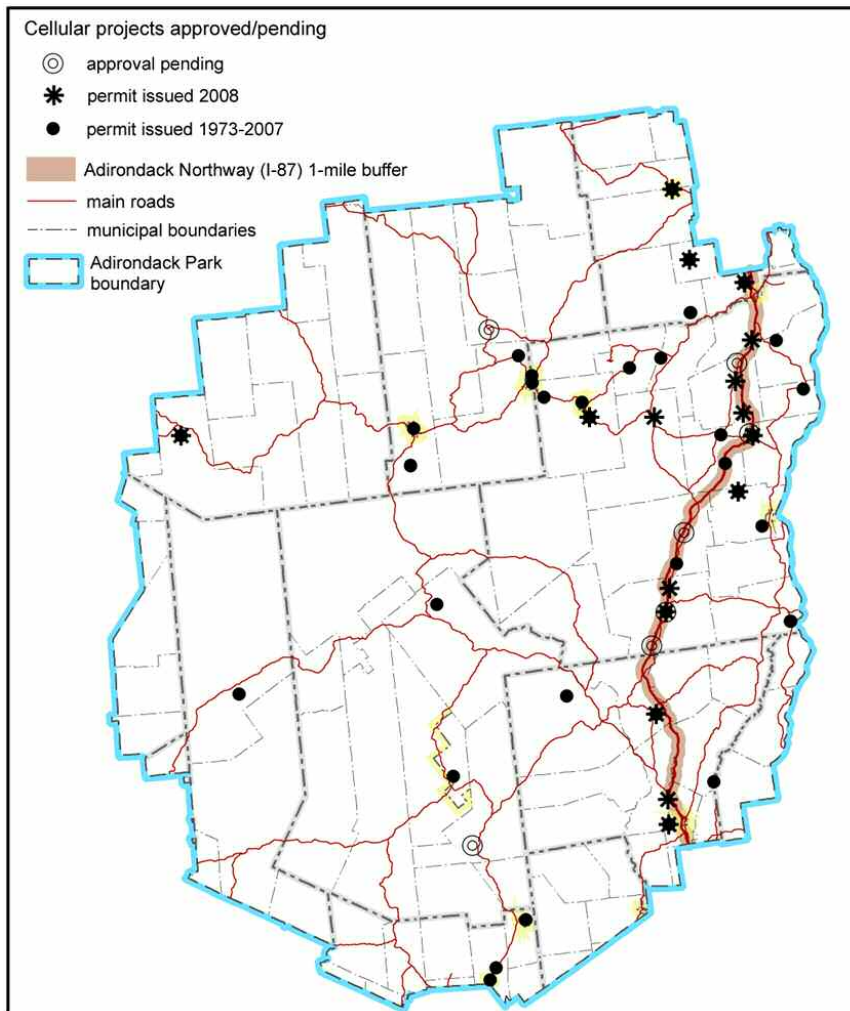 Cellular projects approved/pending
approval pending
permit issued 2008
permit issued 1973-2007
Adirondack Northway (I-87) 1-mile buffer
main roads
municipal boundaries
Adirondack Park
boundary